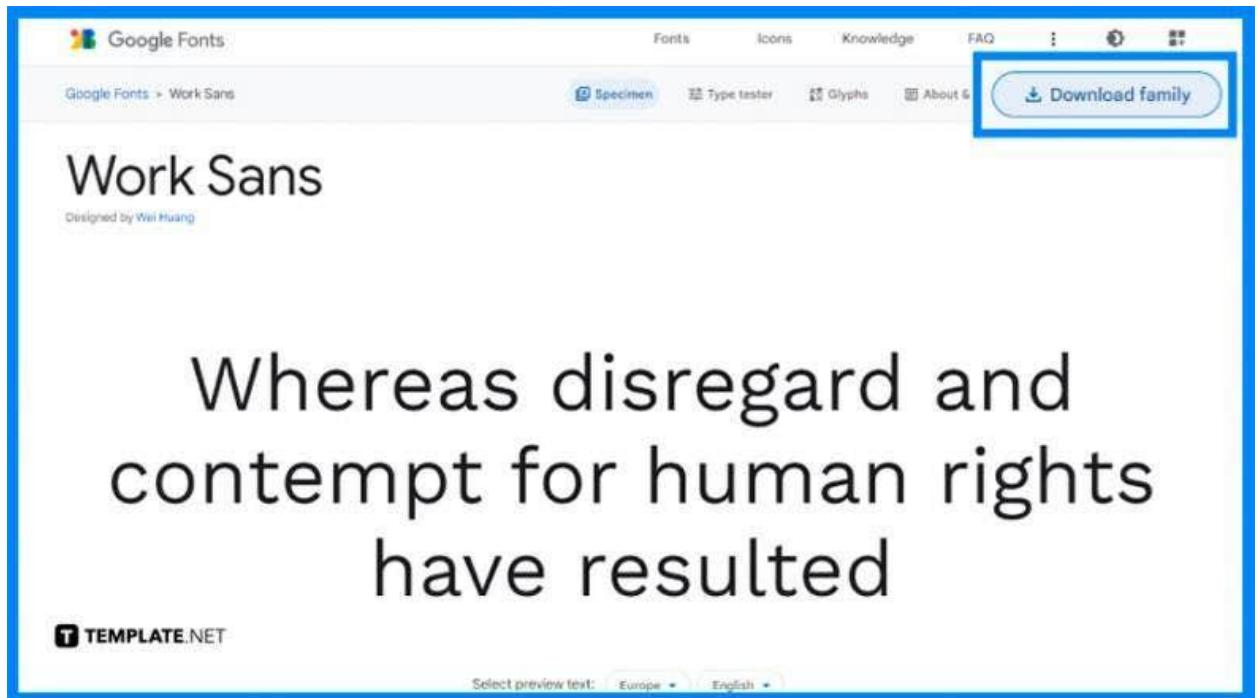 Google Fonts Fonts Icons Knowledge FAQ
Google Fonts Work Sans Specimen Type tester Glyphs About & Download family
Work Sans
Designed by Wei Huang
Whereas disregard and
contempt for human rights
have resulted
T TEMPLATE.NET
Select preview text: Europe English